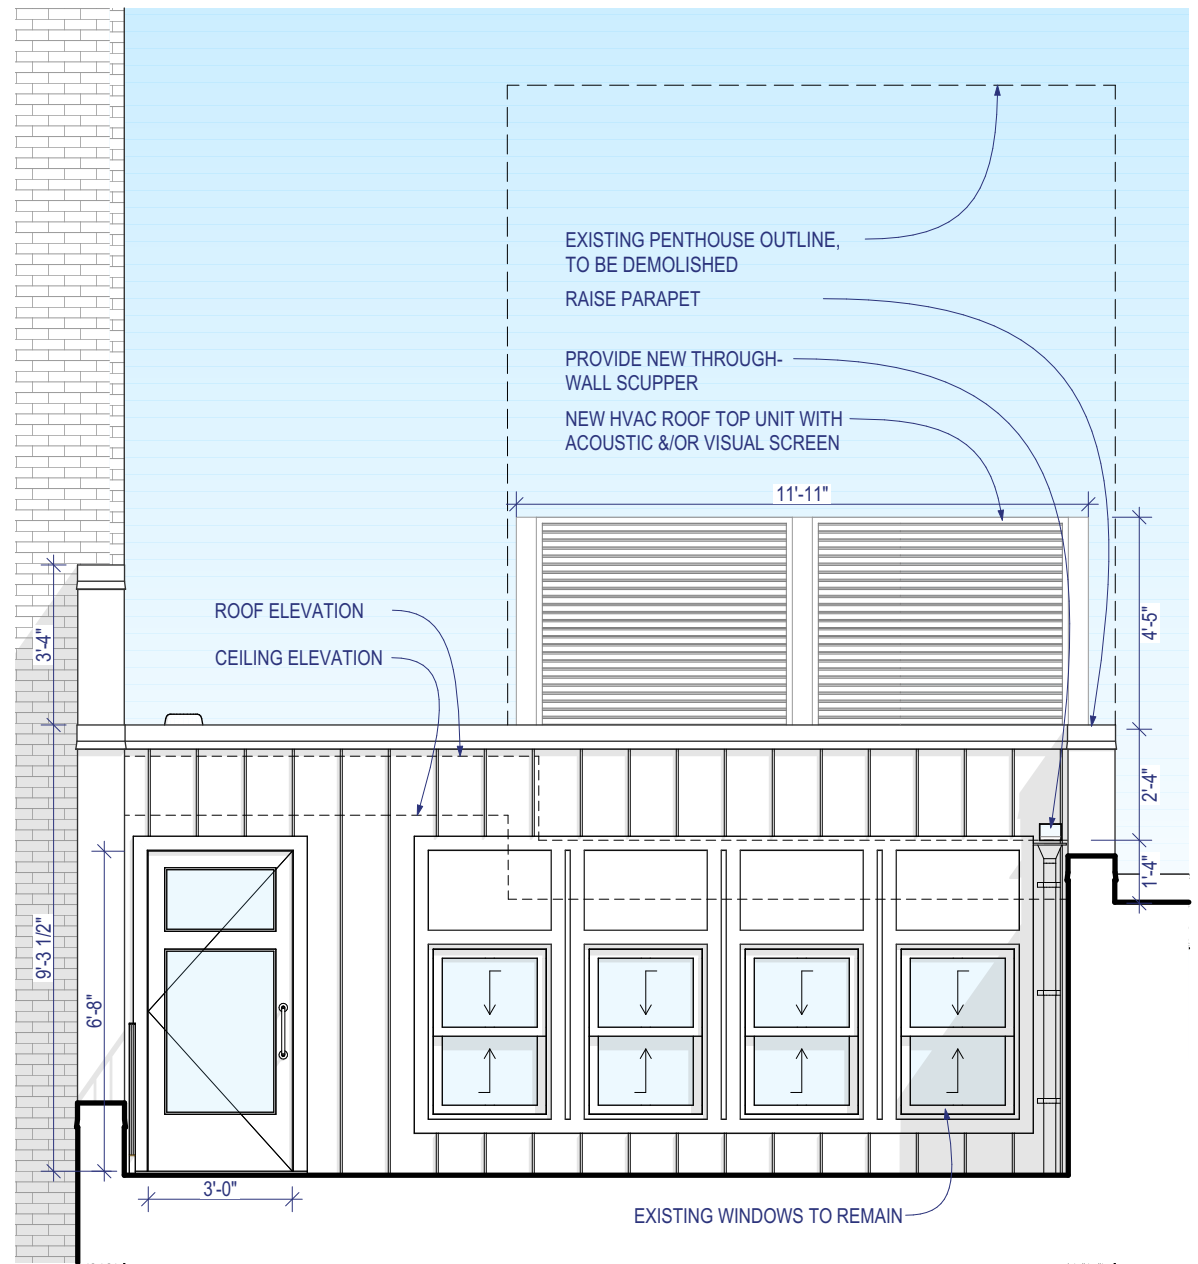 EXISTING PENTHOUSE OUTLINE,
TO BE DEMOLISHED
RAISE PARAPET
PROVIDE NEW THROUGH-
WALL SCUPPER
NEW HVAC ROOF TOP UNIT WITH
ACOUSTIC &/OR VISUAL SCREEN
11'-11"
ROOF ELEVATION
CEILING ELEVATION
3'-4"
4'-5"
2'-4"
1'-4"
9'-3 1/2"
6'-8"
3'-0"
EXISTING WINDOWS TO REMAIN